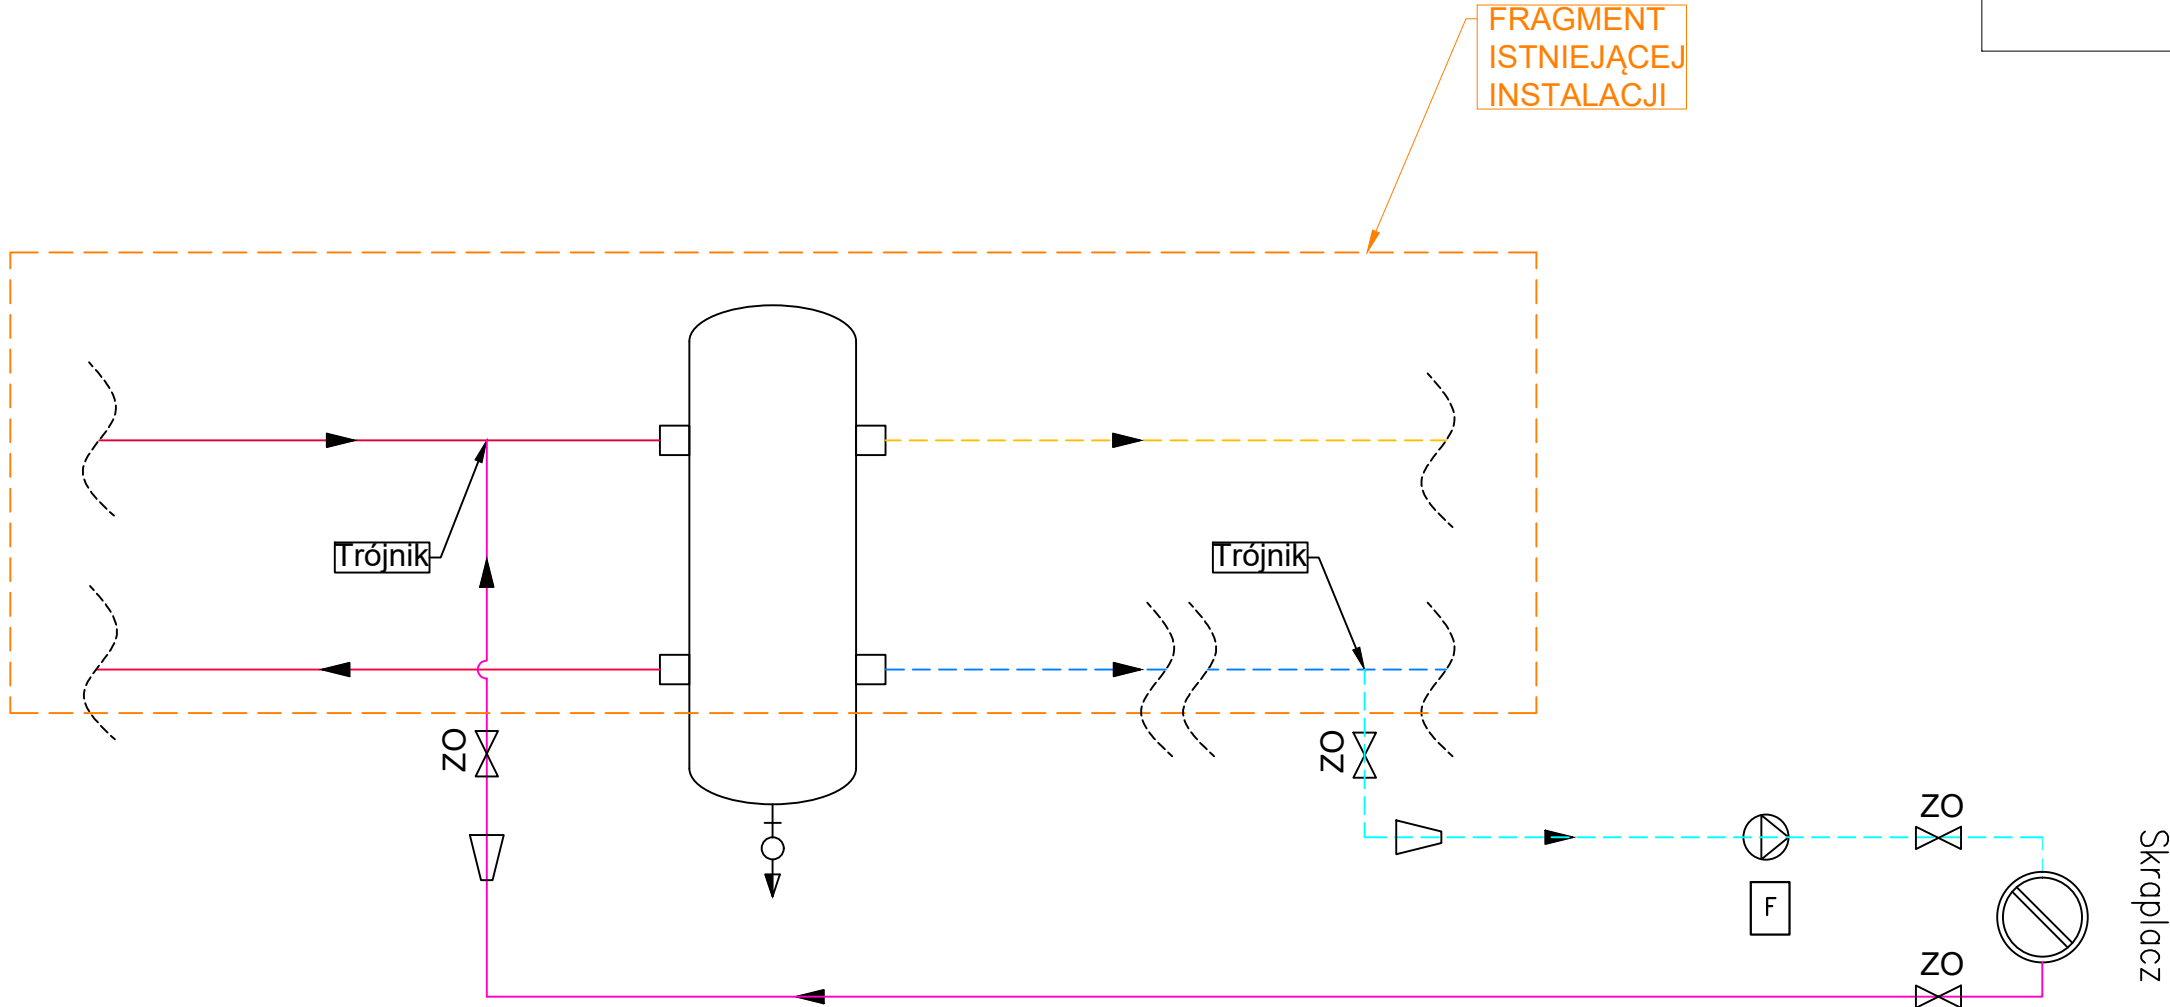 FRAGMENT
ISTNIEJĄCEJ
INSTALACJI
Trójnik
Trójnik
ZO
ZO
ZO
F
Skraplacz
ZO